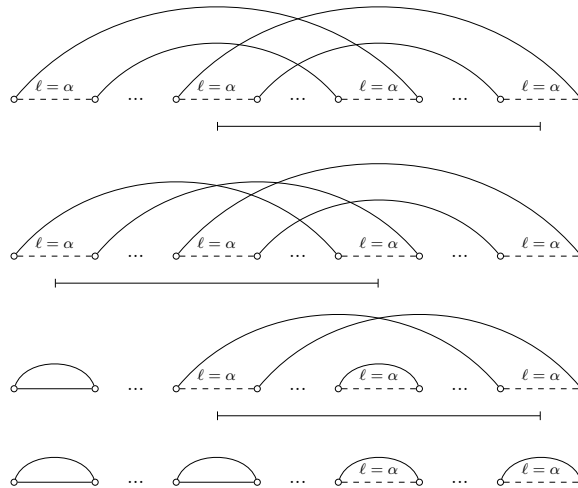 ℓ = α ... ℓ = α ... ℓ = α ... ℓ = α
ℓ = α ... ℓ = α ... ℓ = α ... ℓ = α
... ℓ = α ... ℓ = α ... ℓ = α
... ... ℓ = α ... ℓ = α